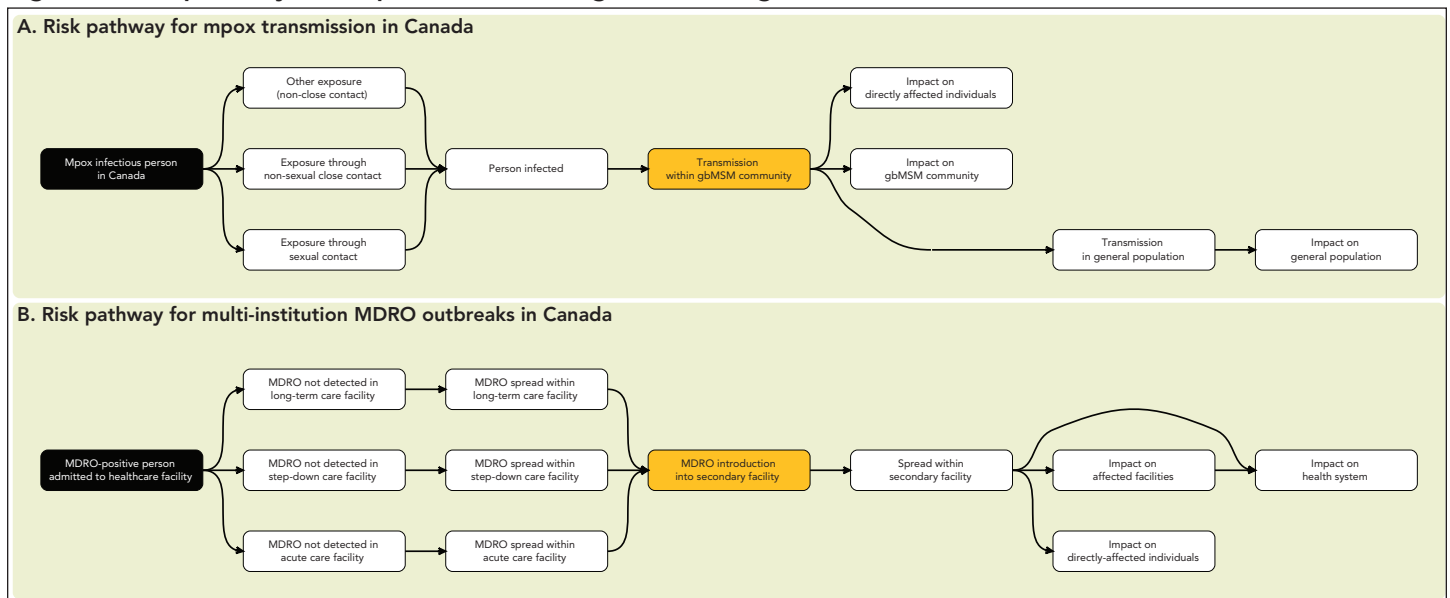 A. Risk pathway for mpox transmission in Canada
Other exposure
(non-close contact)
Impact on
directly affected individuals
Mpox infectious person
in Canada
Exposure through
non-sexual close contact
Person infected
Transmission
within gbMSM community
Impact on
gbMSM community
Exposure through
sexual contact
Transmission
in general population
Impact on
general population
B. Risk pathway for multi-institution MDRO outbreaks in Canada
MDRO not detected in
long-term care facility
MDRO spread within
long-term care facility
MDRO-positive person
admitted to healthcare facility
MDRO not detected in
step-down care facility
MDRO spread within
step-down care facility
MDRO introduction
into secondary facility
Spread within
secondary facility
Impact on
affected facilities
Impact on
health system
MDRO not detected in
acute care facility
MDRO spread within
acute care facility
Impact on
directly-affected individuals